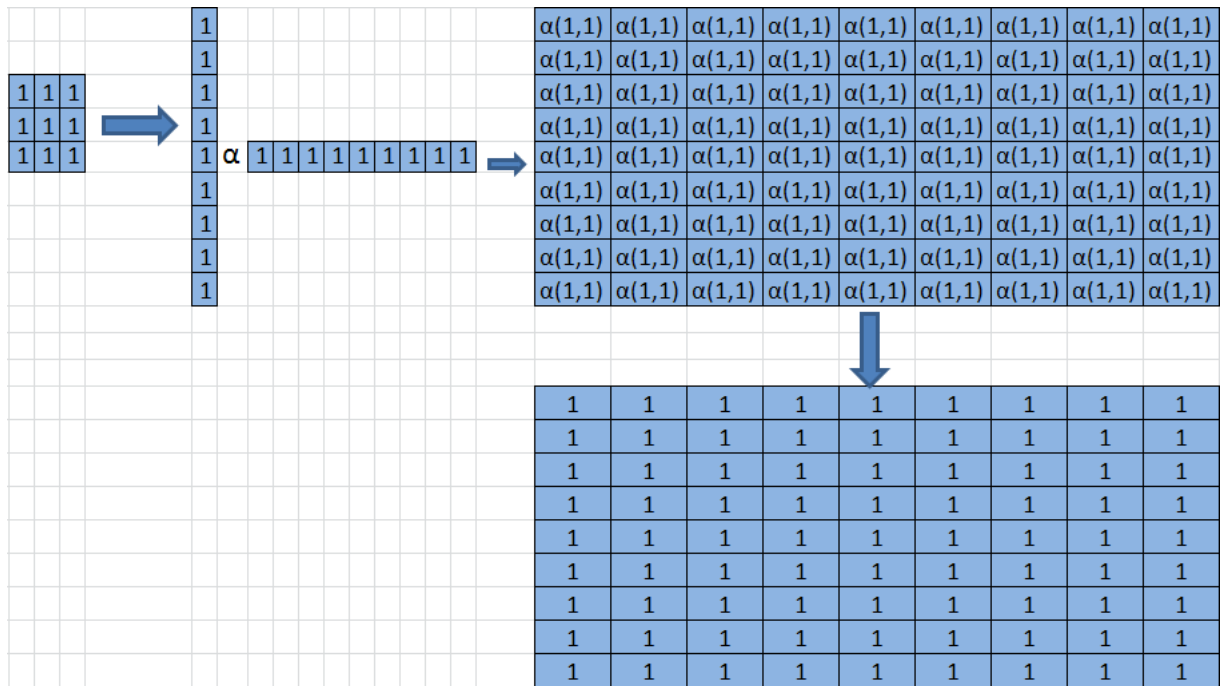 1 α(1,1) α(1,1) α(1,1) α(1,1) α(1,1) α(1,1) α(1,1) α(1,1) α(1,1)
1 α(1,1) α(1,1) α(1,1) α(1,1) α(1,1) α(1,1) α(1,1) α(1,1) α(1,1)
1 1 1 1 α(1,1) α(1,1) α(1,1) α(1,1) α(1,1) α(1,1) α(1,1) α(1,1) α(1,1)
1 1 1 1 α(1,1) α(1,1) α(1,1) α(1,1) α(1,1) α(1,1) α(1,1) α(1,1) α(1,1)
1 1 1 1 α 1 1 1 1 1 1 1 1 1 α(1,1) α(1,1) α(1,1) α(1,1) α(1,1) α(1,1) α(1,1) α(1,1) α(1,1)
1 α(1,1) α(1,1) α(1,1) α(1,1) α(1,1) α(1,1) α(1,1) α(1,1) α(1,1)
1 α(1,1) α(1,1) α(1,1) α(1,1) α(1,1) α(1,1) α(1,1) α(1,1) α(1,1)
1 α(1,1) α(1,1) α(1,1) α(1,1) α(1,1) α(1,1) α(1,1) α(1,1) α(1,1)
1 α(1,1) α(1,1) α(1,1) α(1,1) α(1,1) α(1,1) α(1,1) α(1,1) α(1,1)
1 1 1 1 1 1 1 1 1
1 1 1 1 1 1 1 1 1
1 1 1 1 1 1 1 1 1
1 1 1 1 1 1 1 1 1
1 1 1 1 1 1 1 1 1
1 1 1 1 1 1 1 1 1
1 1 1 1 1 1 1 1 1
1 1 1 1 1 1 1 1 1
1 1 1 1 1 1 1 1 1